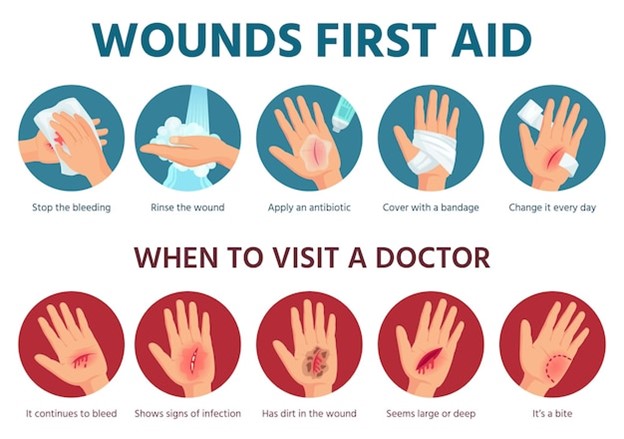 WOUNDS FIRST AID
Stop the bleeding
Rinse the wound
Apply an antibiotic
Cover with a bandage
Change it every day
WHEN TO VISIT A DOCTOR
It continues to bleed
Shows signs of infection
Has dirt in the wound
Seems large or deep
It's a bite